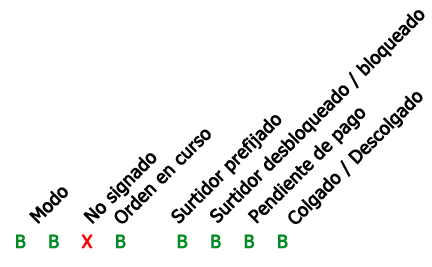 Modo
No signado
Orden en curso
Surtidor prefijado
Surtidor desbloqueado / bloqueado
Pendiente de pago
Colgado / Descolgado
B B X B B B B B